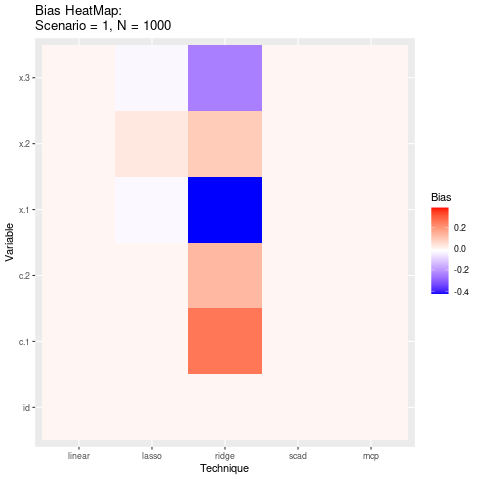 Bias HeatMap:
Scenario = 1, N = 1000
x.3
x.2
x.1
c.2
c.1
id
Variable
linear lasso ridge scad mcp
Technique
Bias
0.2
0.0
-0.2
-0.4